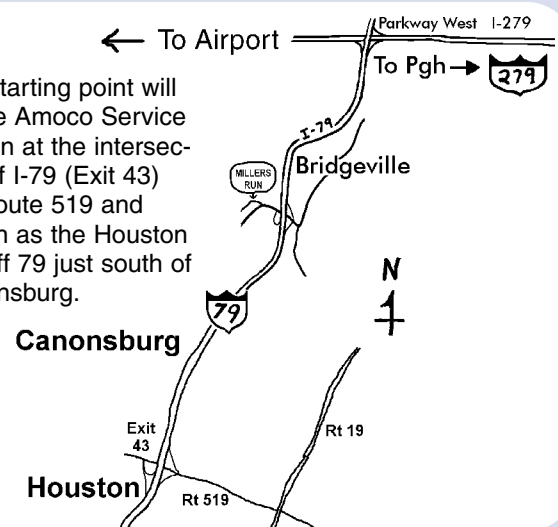 Parkway West I-279
← To Airport
To Pgh→ 279
tarting point will
e Amoco Service
n at the intersec-
f I-79 (Exit 43)
oute 519 and
n as the Houston
ff 79 just south of
nsburg.
I-79
Bridgeville
MILLERS
RUN
N
79
Canonsburg
Exit
43
Rt 19
Houston
Rt 519